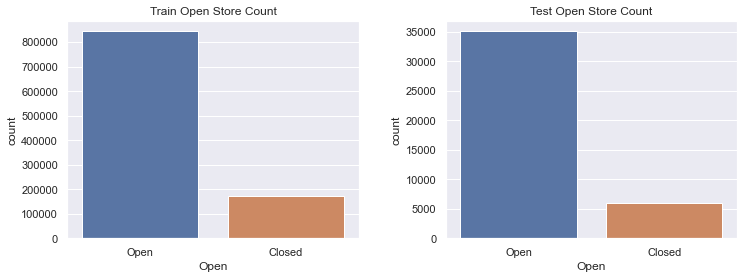 Train Open Store Count
800000
700000
600000
500000
400000
300000
200000
100000
0
count
Open
Closed
Open
Test Open Store Count
35000
30000
25000
20000
15000
10000
5000
0
count
Open
Closed
Open